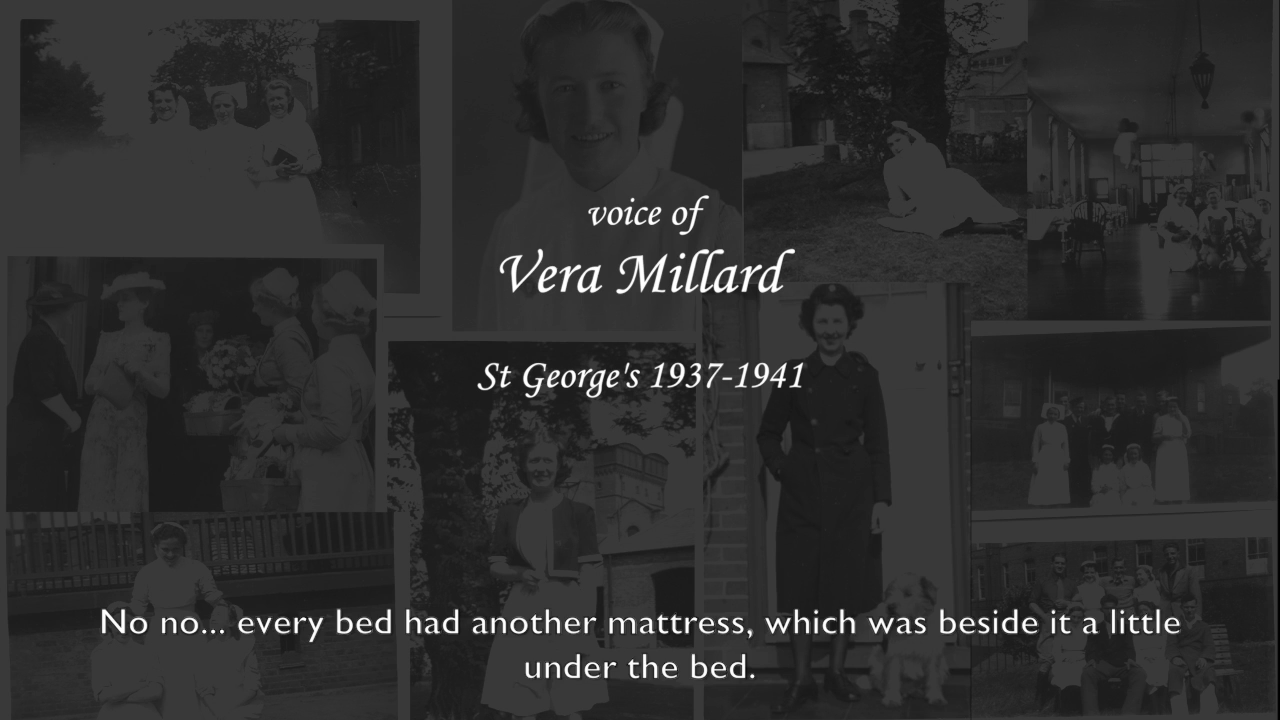 voice of
Vera Millard
St George's 1937-1941
No no... every bed had another mattress, which was beside it a little
under the bed.